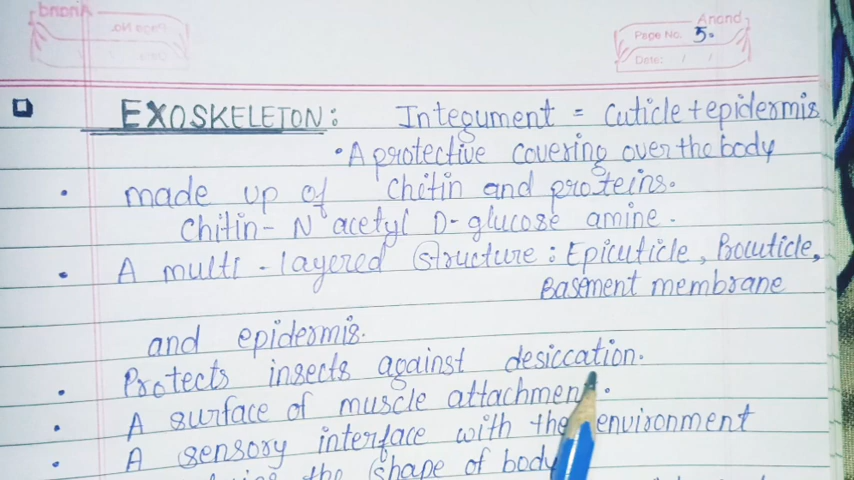 Anand
Page No. 5.
Date: / /
EXOSKELETON: Integument = Cuticle + epidermis
• A protective covering over the body
• made up of Chitin and proteins.
Chitin - N acetyl D-glucose amine.
• A multi-layered structure: Epicuticle, Procuticle,
Basement membrane
and epidermis.
• Protects insects against desiccation.
• A surface of muscle attachment.
• A sensory interface with the environment
the shape of body